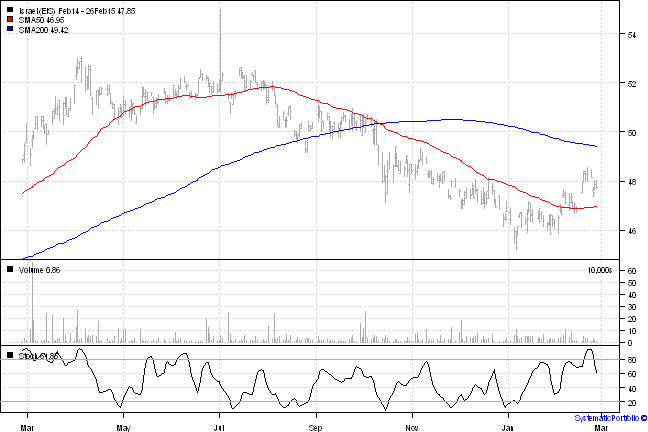 Israel(EIS) Feb14 - 26Feb15 47.85
SMA50 46.95
SMA200 49.42
54
52
50
48
46
Volume 0.86
10,000s
60
50
40
30
20
10
0
80
60
40
20
Mar
May
Jul
Sep
Nov
Jan
Mar
SystematicPortfolio ©